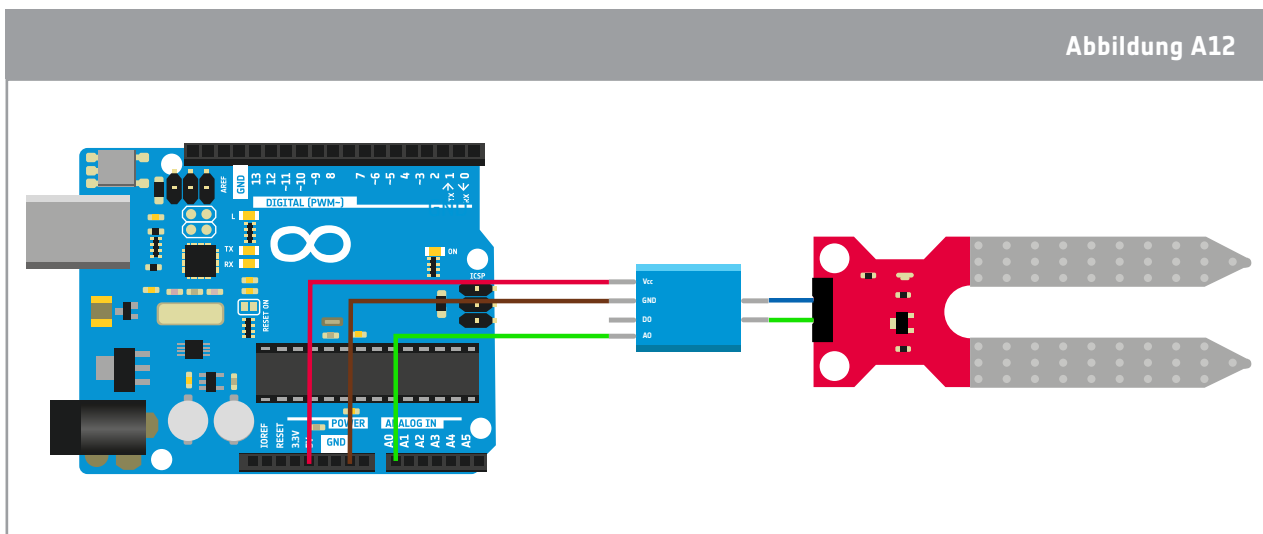 Abbildung A12
AREF
GND
13
12
~11
~10
~9
8
7
~6
~5
4
~3
2
TX→1
RX←0
DIGITAL (PWM~)
L
TX
RX
ON
ICSP
RESET ON
Vcc
GND
DO
AO
IOREF
RESET
3.3V
GND
POWER
ANALOG IN
A0
A1
A2
A3
A4
A5